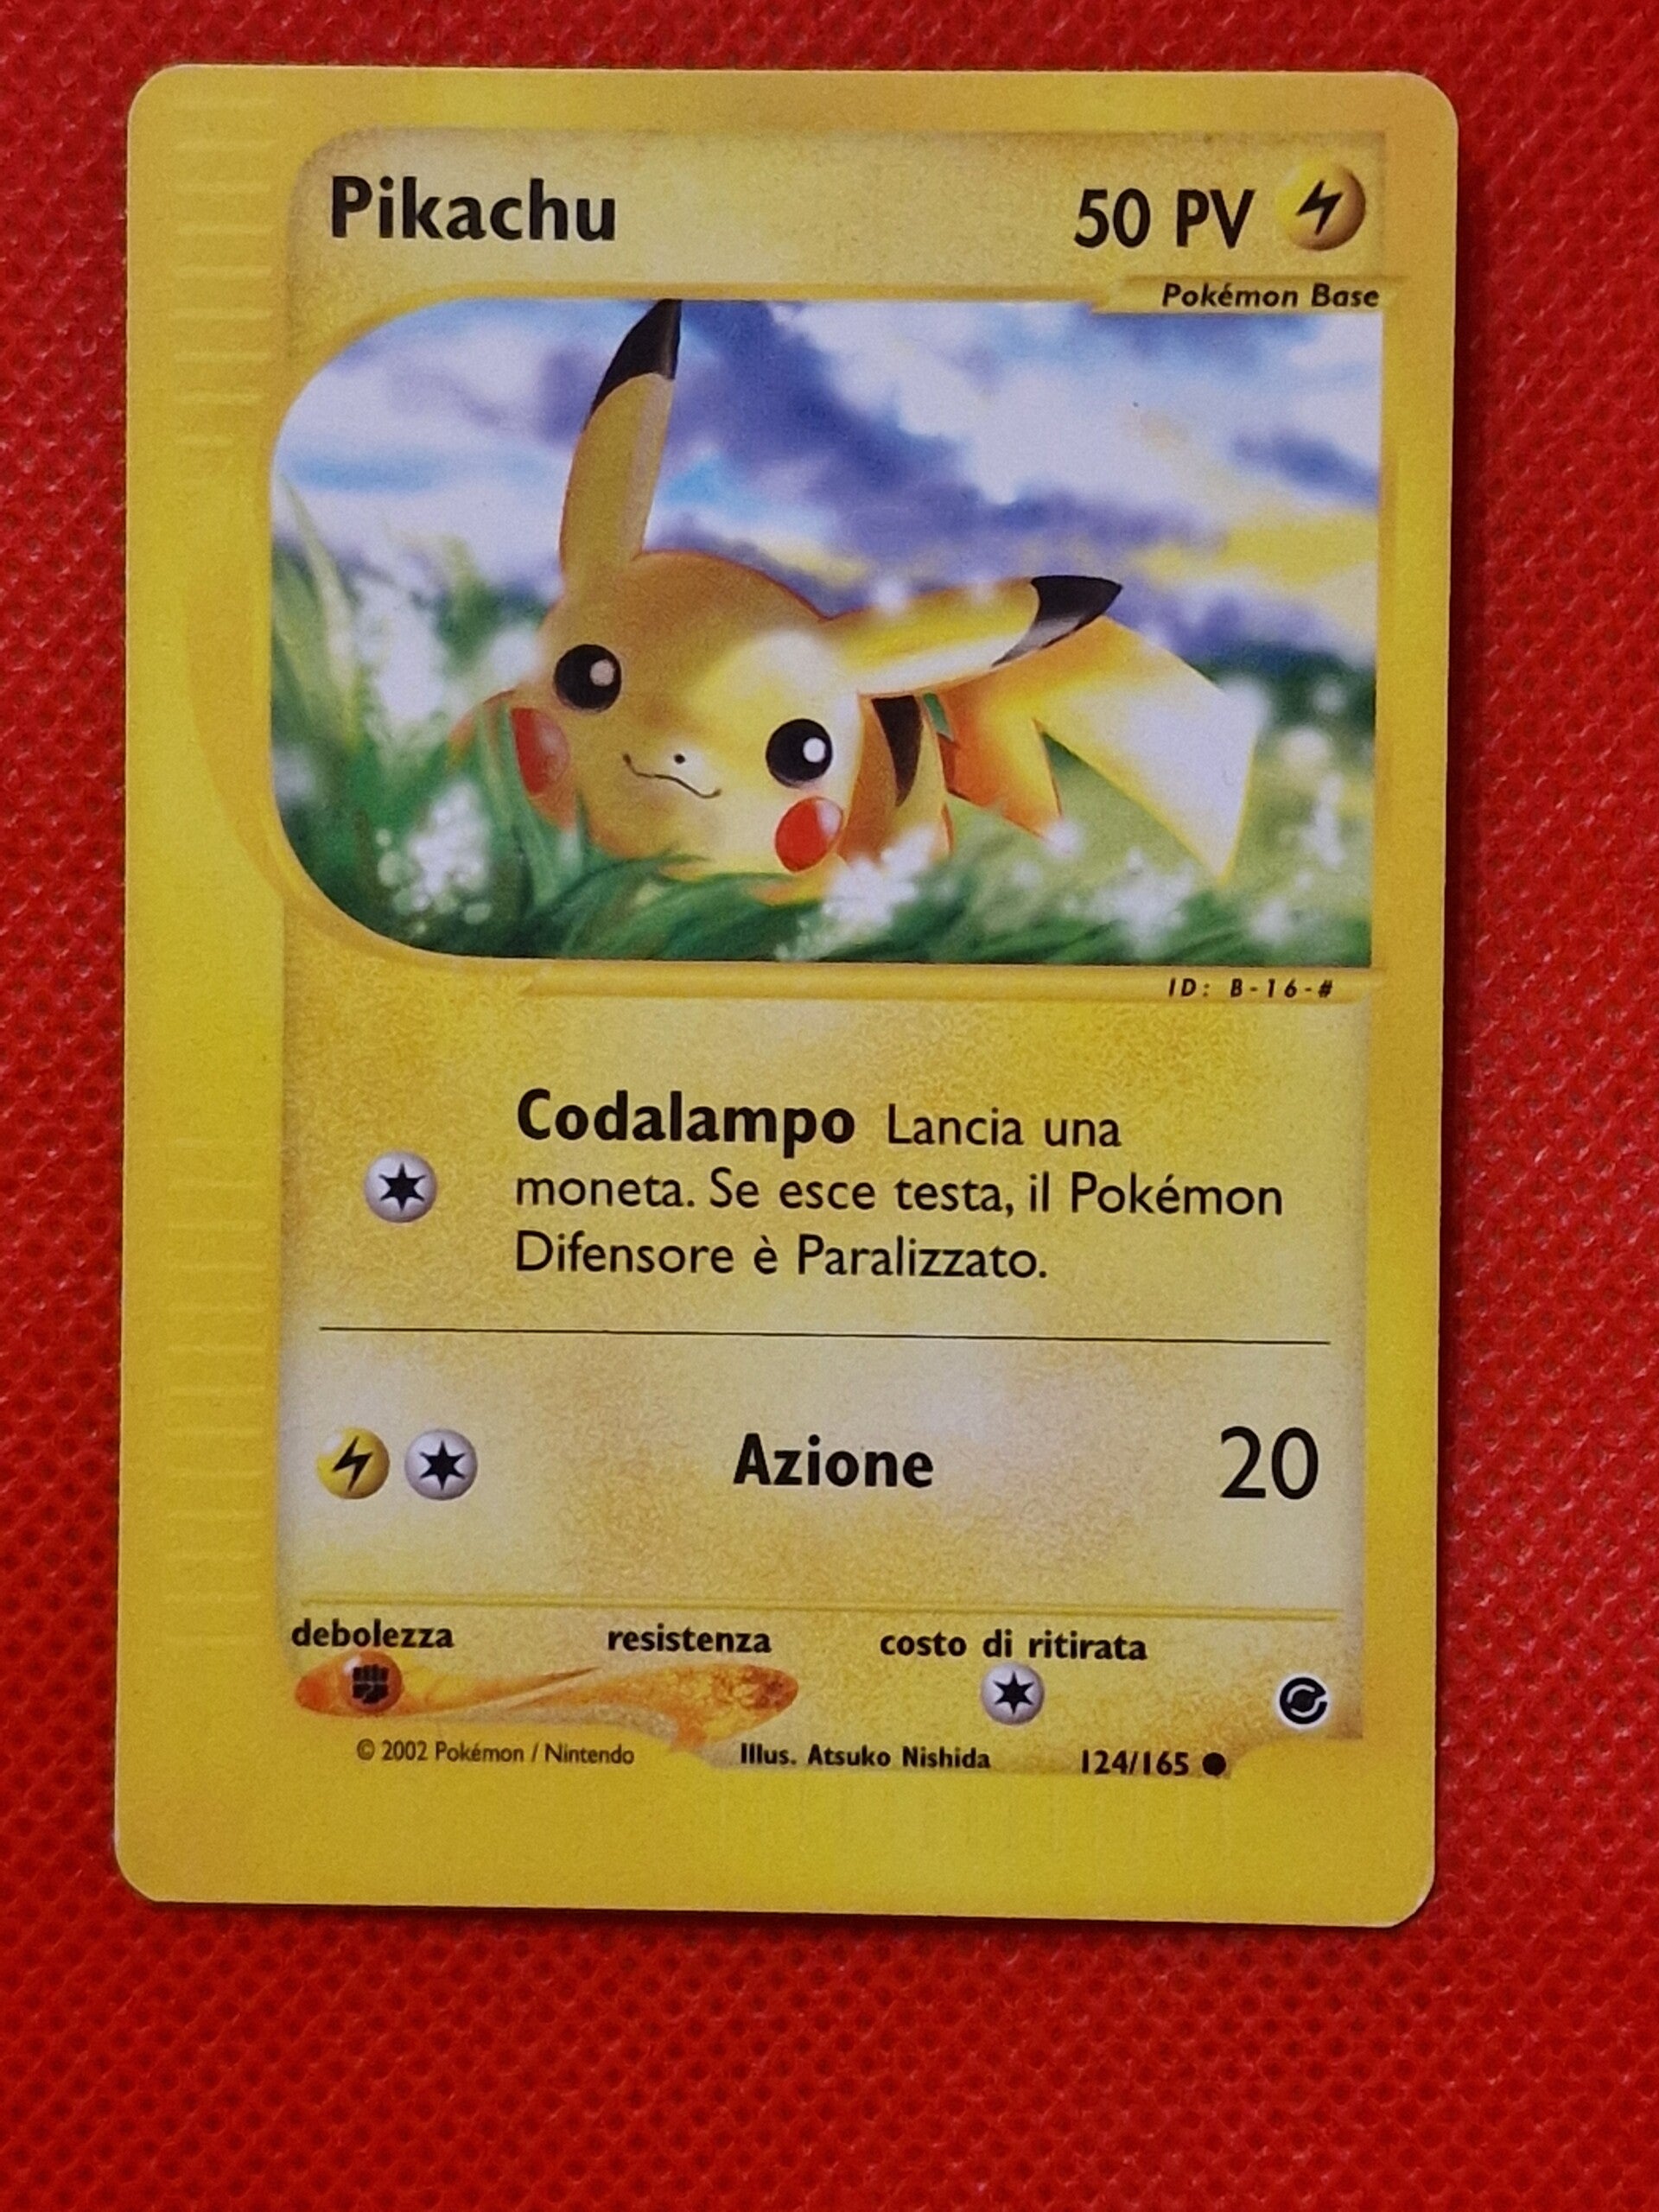 Pikachu 50 PV
Pokémon Base
ID: B-16-#
Codalampo Lancia una
moneta. Se esce testa, il Pokémon
Difensore è Paralizzato.
Azione 20
debolezza resistenza costo di ritirata
© 2002 Pokémon / Nintendo Illus. Atsuko Nishida 124/165 ●